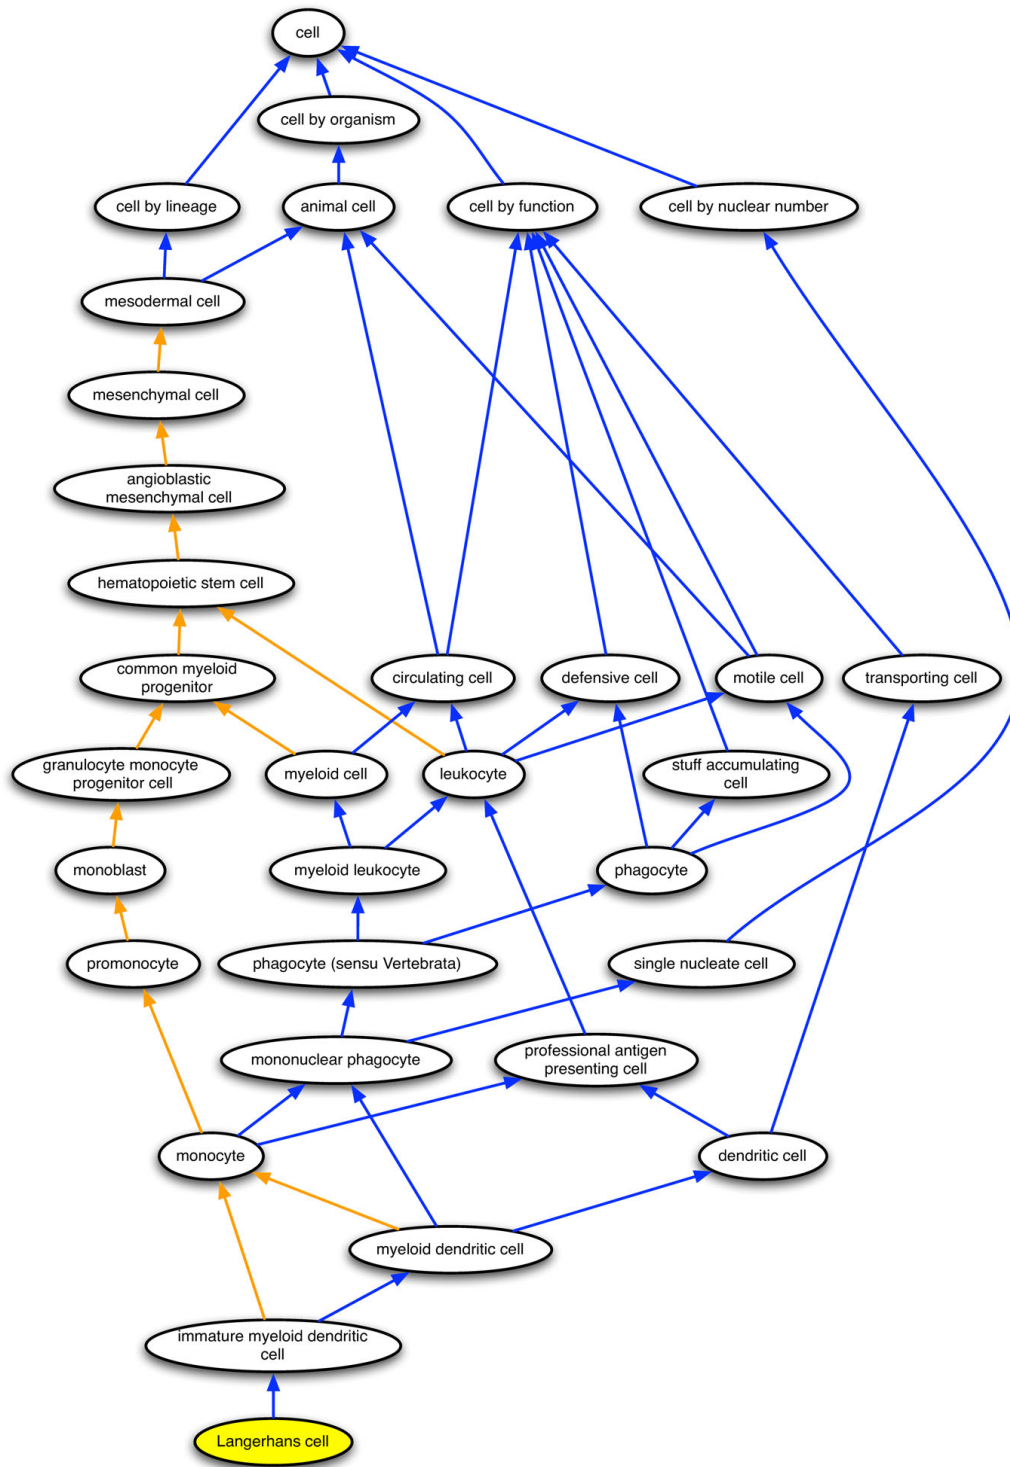 cell
cell by organism
cell by lineage
animal cell
cell by function
cell by nuclear number
mesodermal cell
mesenchymal cell
angioblastic
mesenchymal cell
hematopoietic stem cell
common myeloid
progenitor
circulating cell
defensive cell
motile cell
transporting cell
granulocyte monocyte
progenitor cell
myeloid cell
leukocyte
stuff accumulating
cell
monoblast
myeloid leukocyte
phagocyte
promonocyte
phagocyte (sensu Vertebrata)
single nucleate cell
mononuclear phagocyte
professional antigen
presenting cell
monocyte
dendritic cell
myeloid dendritic cell
immature myeloid dendritic
cell
Langerhans cell